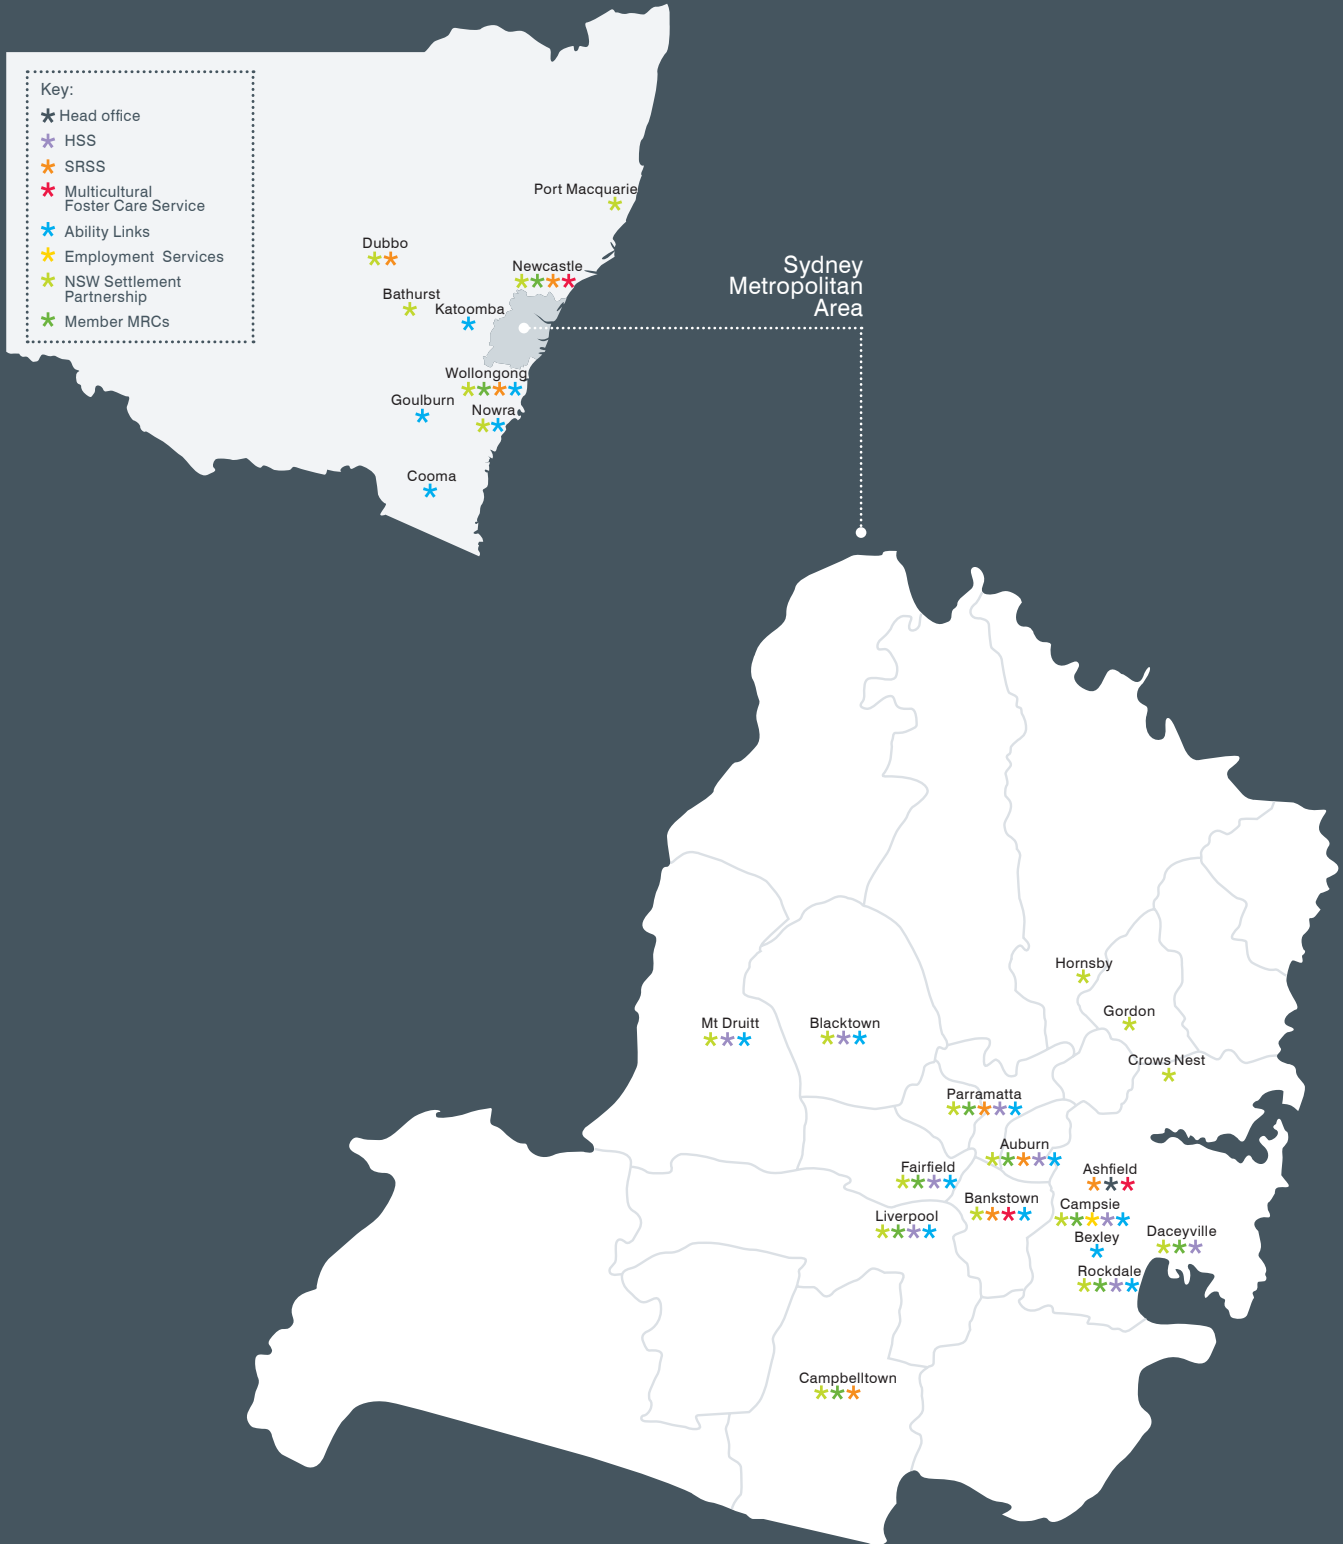 Key:
Head office
HSS
SRSS
Multicultural
Foster Care Service
Ability Links
Employment Services
NSW Settlement
Partnership
Member MRCs
Port Macquarie
Dubbo
Newcastle
Bathurst
Katoomba
Wollongong
Goulburn
Nowra
Cooma
Sydney
Metropolitan
Area
Hornsby
Gordon
Mt Druitt
Blacktown
Crows Nest
Parramatta
Auburn
Fairfield
Ashfield
Bankstown
Campsie
Liverpool
Daceyville
Bexley
Rockdale
Campbelltown